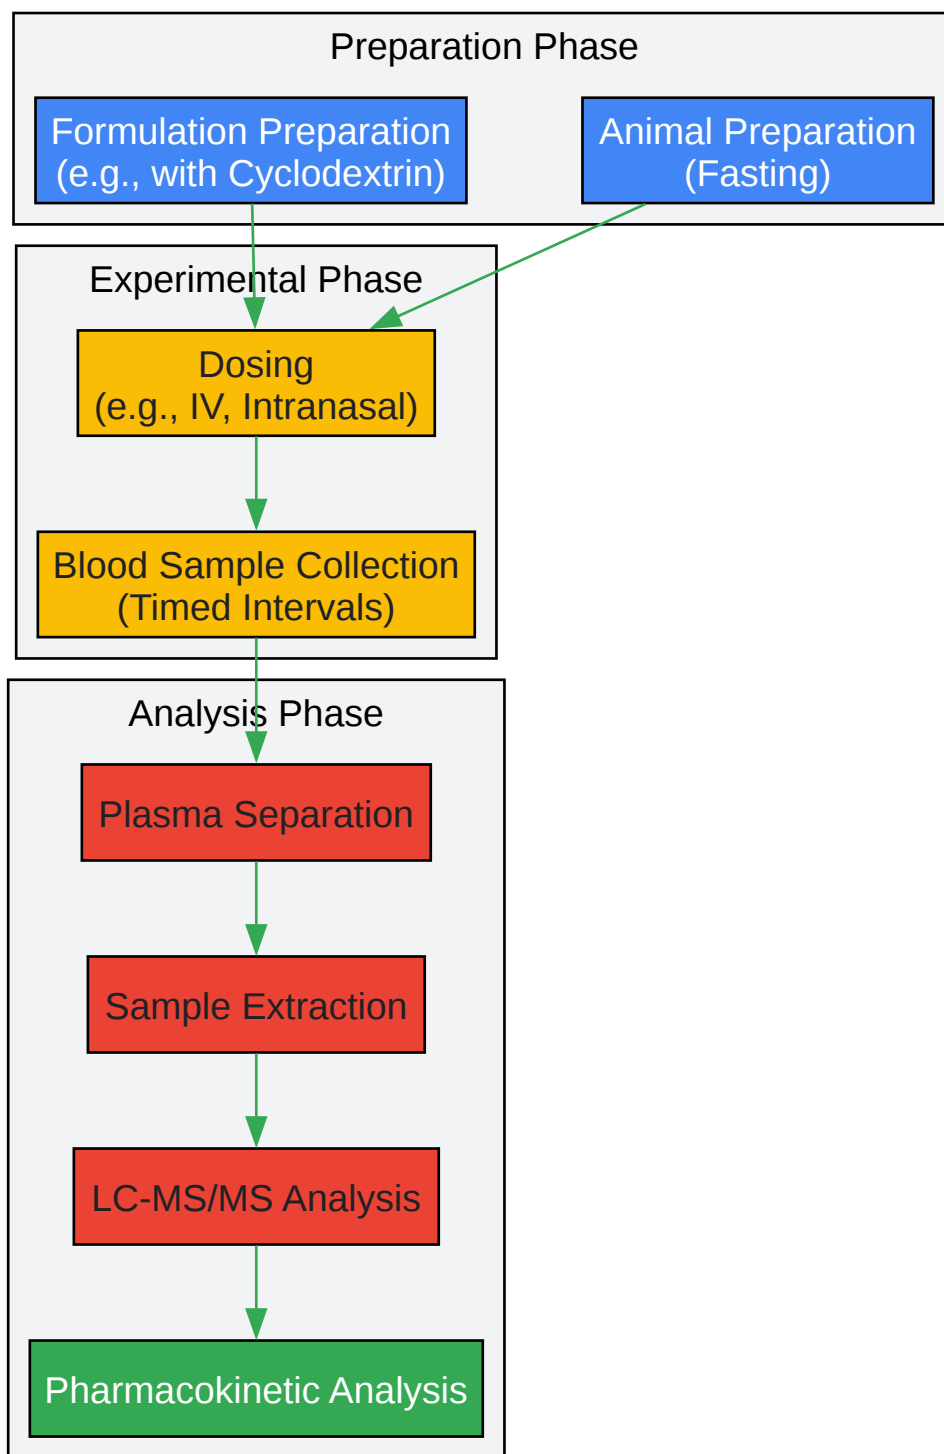 Preparation Phase
Formulation Preparation
(e.g., with Cyclodextrin)
Animal Preparation
(Fasting)
Experimental Phase
Dosing
(e.g., IV, Intranasal)
Blood Sample Collection
(Timed Intervals)
Analysis Phase
Plasma Separation
Sample Extraction
LC-MS/MS Analysis
Pharmacokinetic Analysis